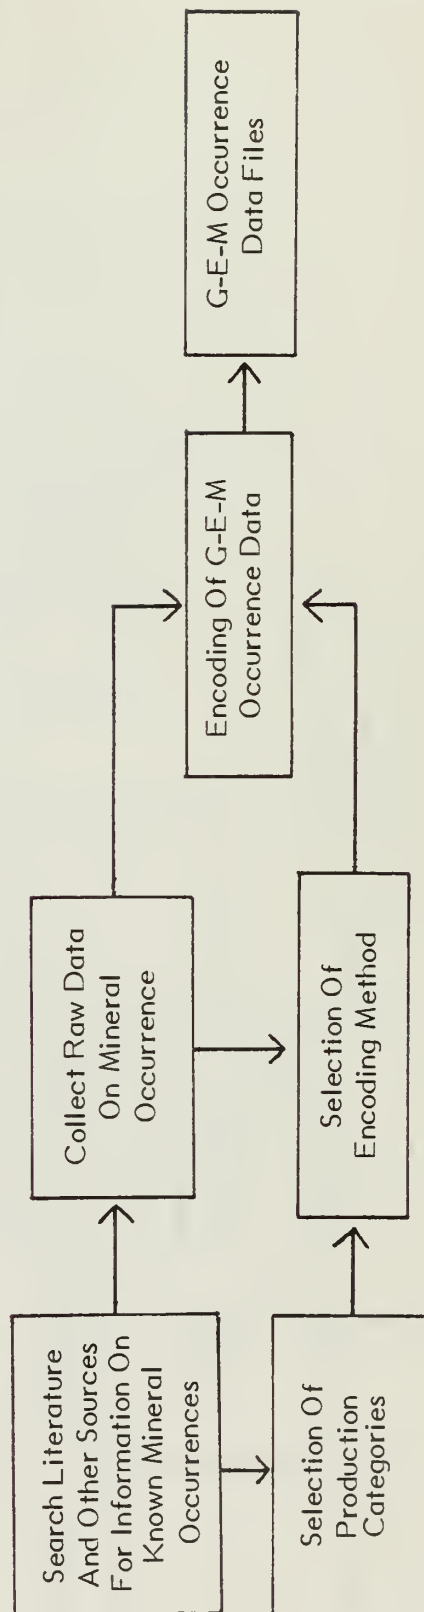 Search Literature
And Other Sources
For Information On
Known Mineral
Occurrences
Collect Raw Data
On Mineral
Occurrence
Selection Of
Production
Categories
Selection Of
Encoding Method
Encoding Of G-E-M
Occurrence Data
G-E-M Occurrence
Data Files